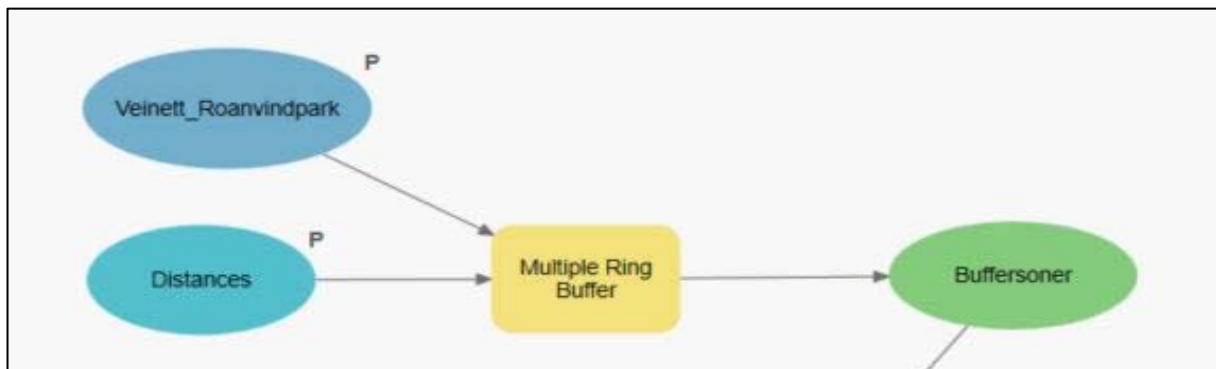 P
Veinett_Roanvindpark
P
Distances
Multiple Ring
Buffer
Buffersoner